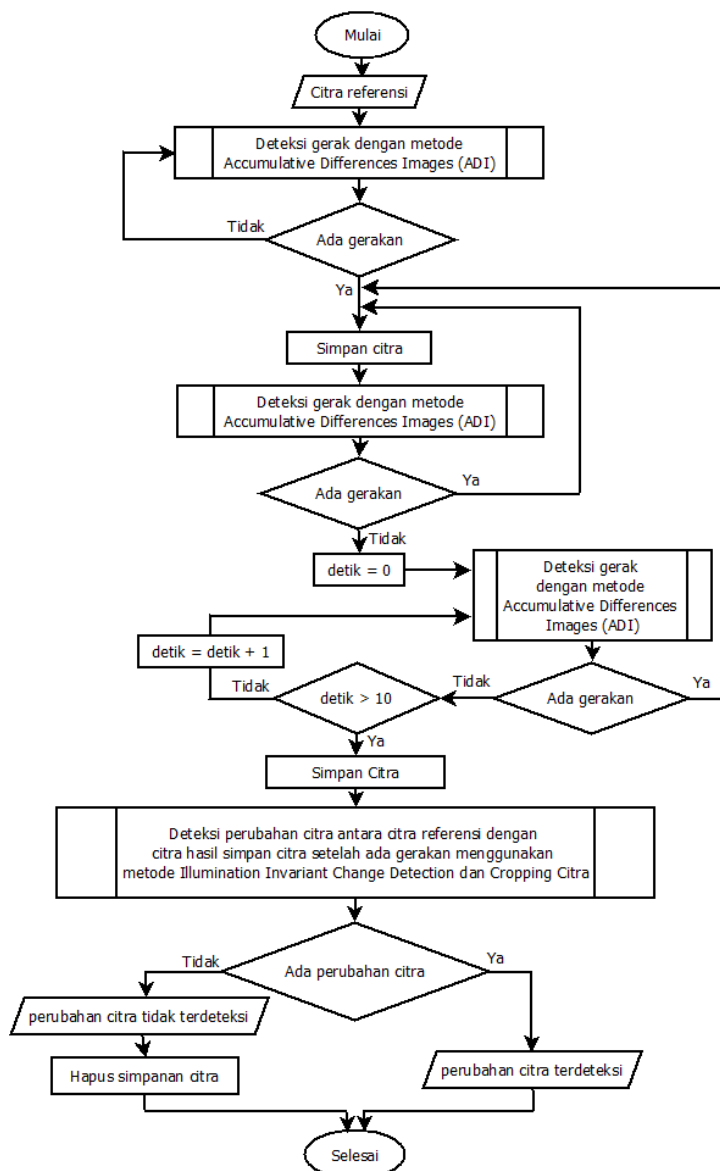 Mulai
Citra referensi
Deteksi gerak dengan metode
Accumulative Differences Images (ADI)
Tidak
Ada gerakan
Ya
Simpan citra
Deteksi gerak dengan metode
Accumulative Differences Images (ADI)
Ada gerakan
Ya
Tidak
detik = 0
Deteksi gerak
dengan metode
Accumulative Differences
Images (ADI)
detik = detik + 1
Tidak
detik > 10
Tidak
Ada gerakan
Ya
Ya
Simpan Citra
Deteksi perubahan citra antara citra referensi dengan
citra hasil simpan citra setelah ada gerakan menggunakan
metode Illumination Invariant Change Detection dan Cropping Citra
Tidak
Ada perubahan citra
Ya
perubahan citra tidak terdeteksi
Hapus simpanan citra
perubahan citra terdeteksi
Selesai